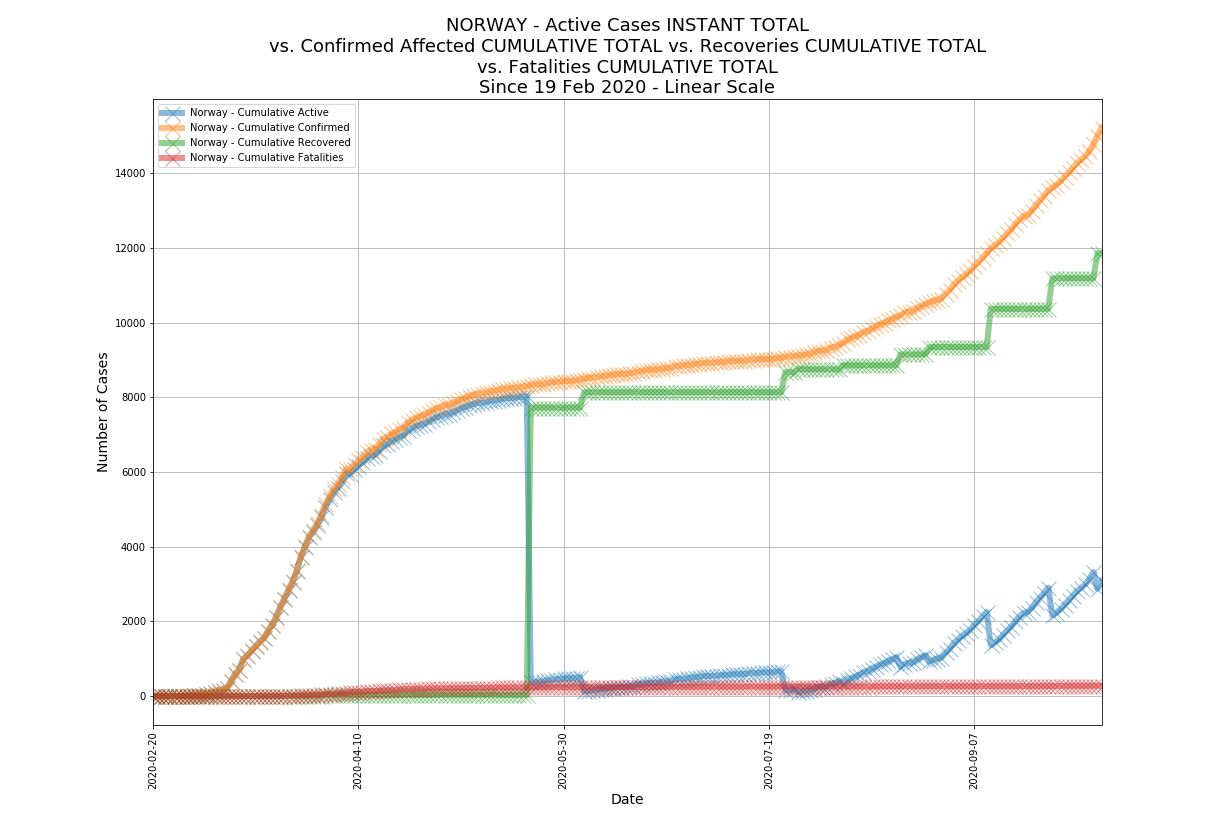 NORWAY - Active Cases INSTANT TOTAL
vs. Confirmed Affected CUMULATIVE TOTAL vs. Recoveries CUMULATIVE TOTAL
vs. Fatalities CUMULATIVE TOTAL
Since 19 Feb 2020 - Linear Scale
Norway - Cumulative Active
Norway - Cumulative Confirmed
Norway - Cumulative Recovered
Norway - Cumulative Fatalities
14000
12000
10000
8000
6000
4000
2000
0
Number of Cases
2020-02-20
2020-04-10
2020-05-30
2020-07-19
2020-09-07
Date